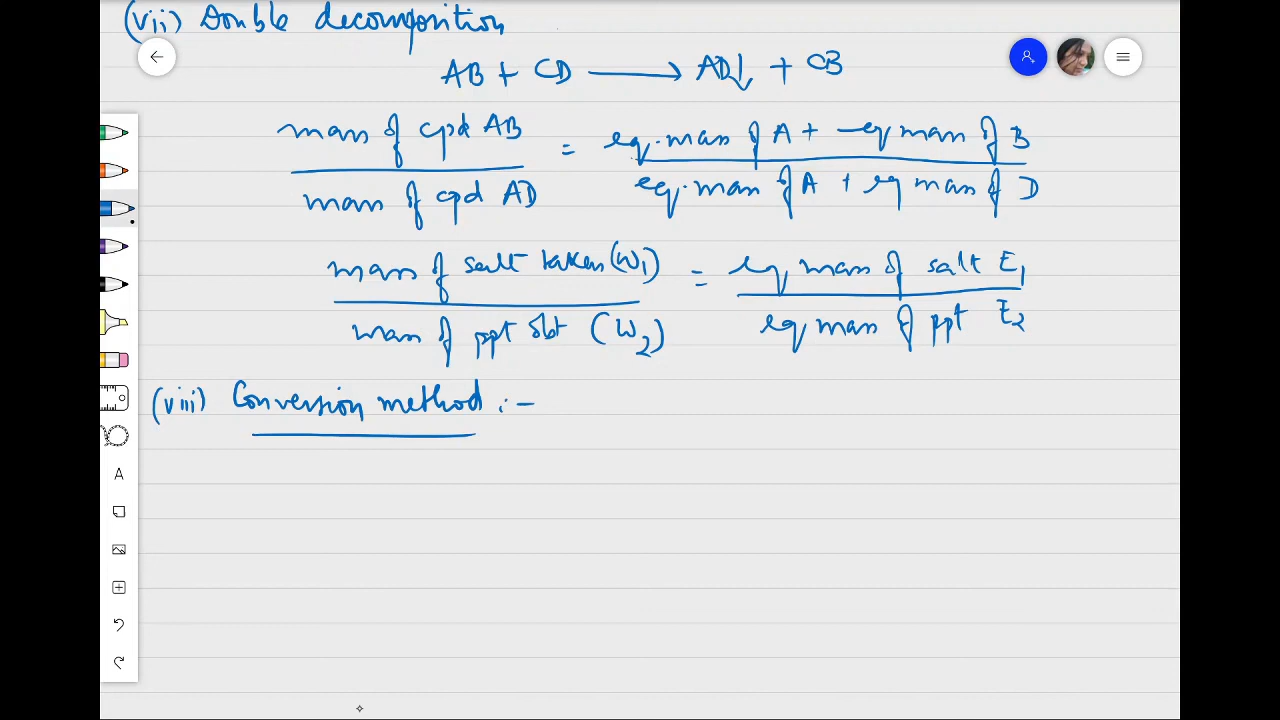 (vii) Double decomposition
AB + CD ⟶ AD↓ + CB
mass of cpd AB / mass of cpd AD = eq. mass of A + eq mass of B / eq. mass of A + eq mass of D
mass of salt taken (W1) / mass of ppt obt (W2) = eq mass of salt E1 / eq mass of ppt E2
(viii) Conversion method :-
A